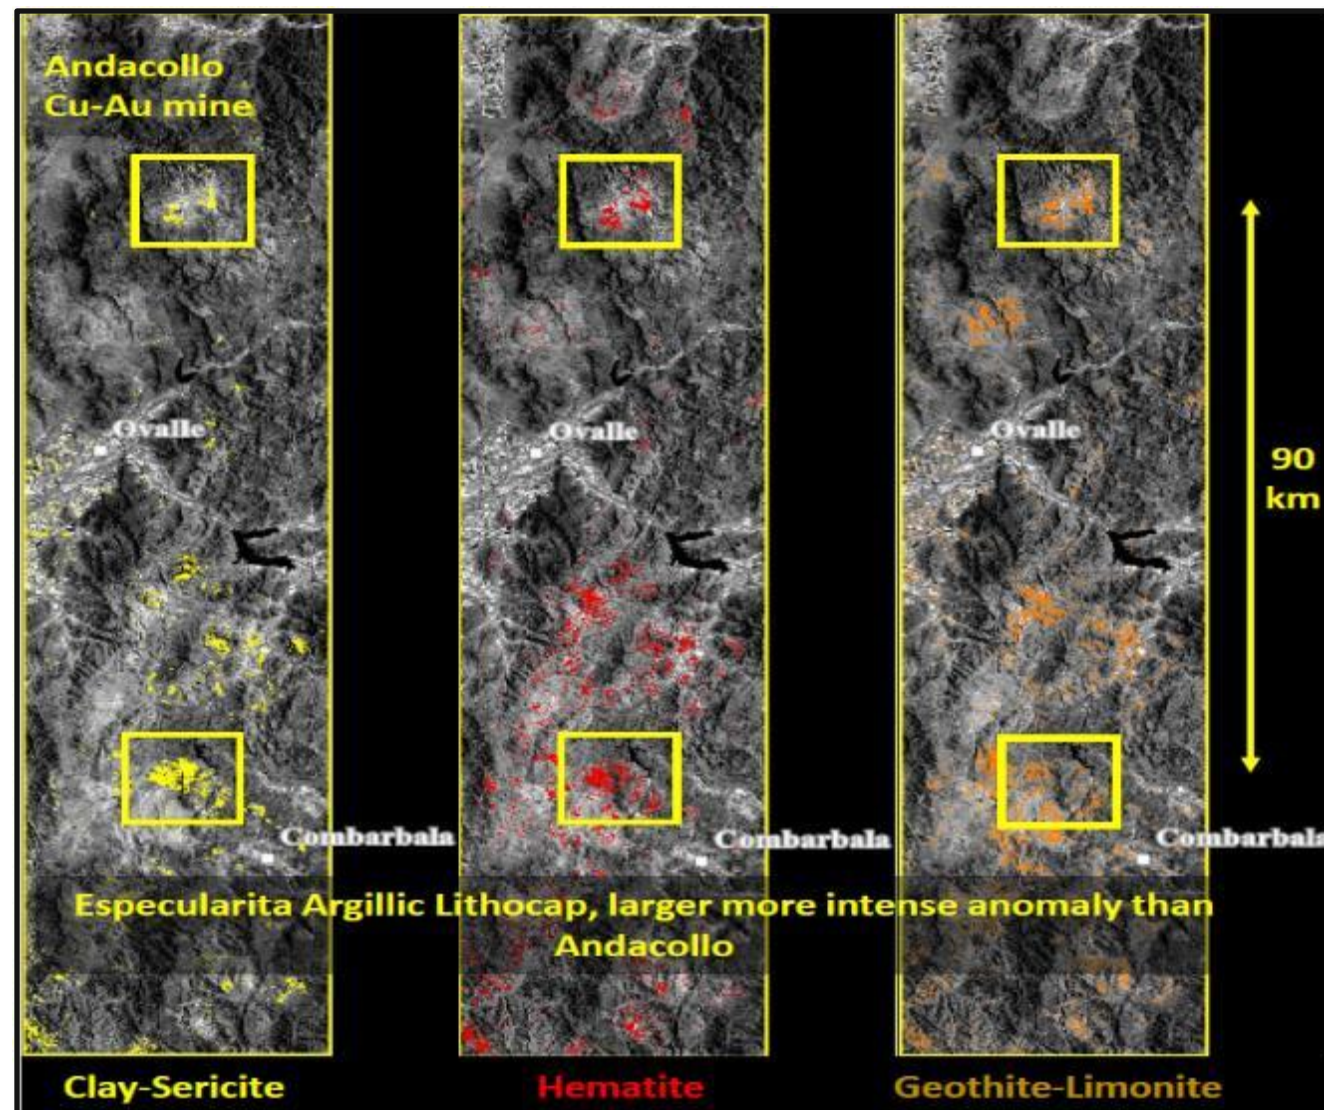 Andacollo
Cu-Au mine
Ovalle
Ovalle
Ovalle
90
km
Combarbala
Combarbala
Combarbala
Especularita Argillic Lithocap, larger more intense anomaly than
Andacollo
Clay-Sericite
Hematite
Geothite-Limonite